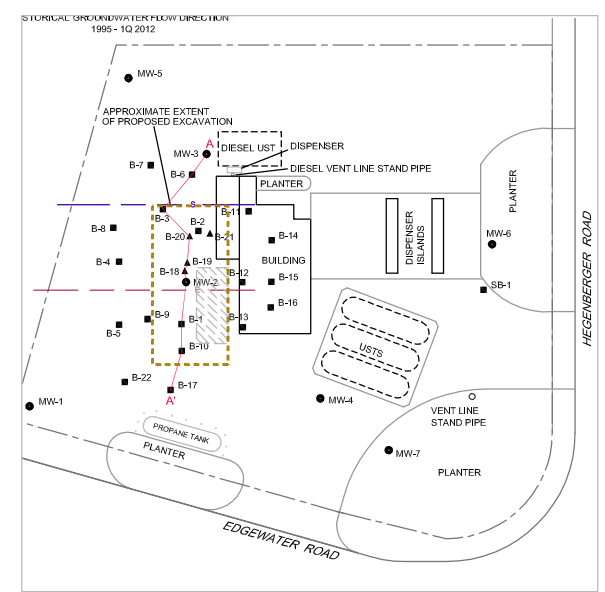 STORICAL GROUNDWATER FLOW DIRECTION
1995 - 1Q 2012
MW-5
APPROXIMATE EXTENT
OF PROPOSED EXCAVATION
A
DIESEL UST
DISPENSER
MW-3
B-7
DIESEL VENT LINE STAND PIPE
B-6
PLANTER
PLANTER
S
B-11
B-3
B-2
B-8
B-20
B-21
B-14
DISPENSER
ISLANDS
MW-6
HEGENBERGER ROAD
B-4
B-19
BUILDING
B-18
B-12
MW-2
B-15
SB-1
B-16
B-9
B-1
B-13
B-5
USTS
B-10
B-22
B-17
A'
MW-1
MW-4
VENT LINE
STAND PIPE
PROPANE TANK
PLANTER
MW-7
PLANTER
EDGEWATER ROAD